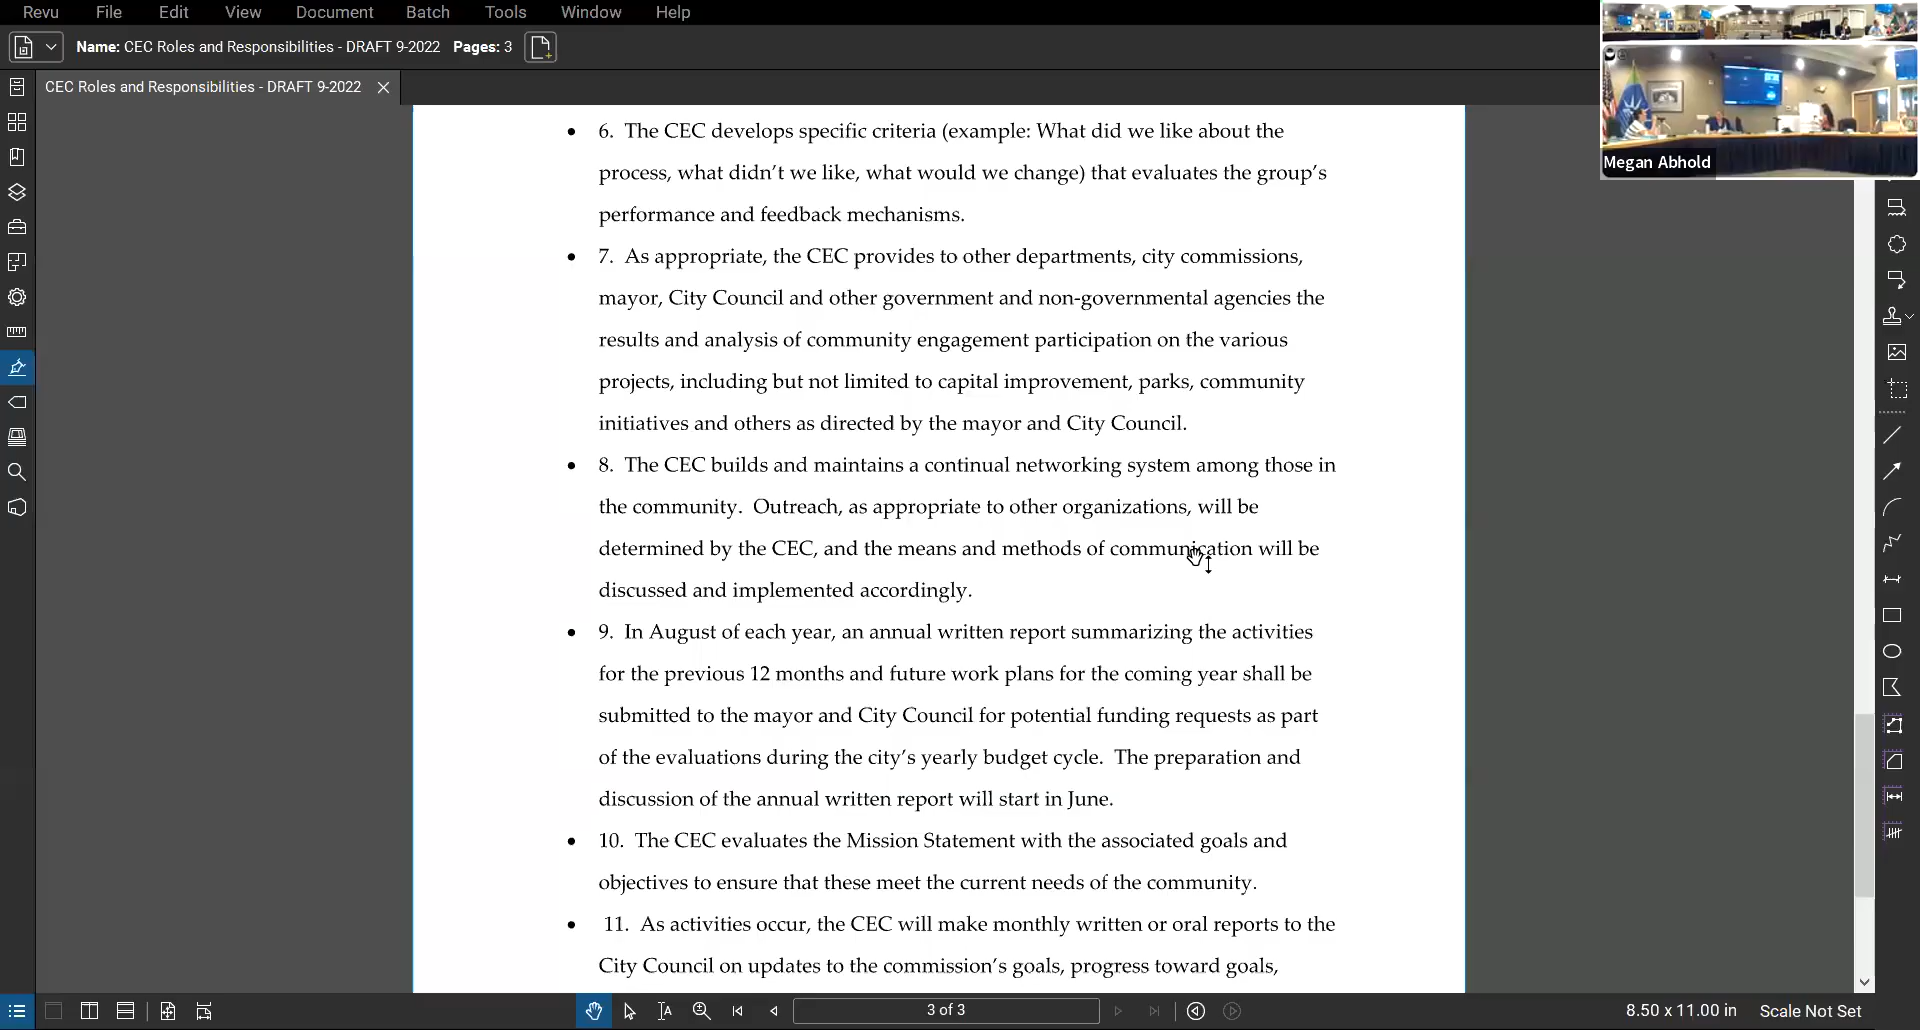 Revu File Edit View Document Batch Tools Window Help
Name: CEC Roles and Responsibilities - DRAFT 9-2022 Pages: 3
CEC Roles and Responsibilities - DRAFT 9-2022
Megan Abhold
• 6. The CEC develops specific criteria (example: What did we like about the
process, what didn’t we like, what would we change) that evaluates the group’s
performance and feedback mechanisms.
• 7. As appropriate, the CEC provides to other departments, city commissions,
mayor, City Council and other government and non-governmental agencies the
results and analysis of community engagement participation on the various
projects, including but not limited to capital improvement, parks, community
initiatives and others as directed by the mayor and City Council.
• 8. The CEC builds and maintains a continual networking system among those in
the community. Outreach, as appropriate to other organizations, will be
determined by the CEC, and the means and methods of communication will be
discussed and implemented accordingly.
• 9. In August of each year, an annual written report summarizing the activities
for the previous 12 months and future work plans for the coming year shall be
submitted to the mayor and City Council for potential funding requests as part
of the evaluations during the city’s yearly budget cycle. The preparation and
discussion of the annual written report will start in June.
• 10. The CEC evaluates the Mission Statement with the associated goals and
objectives to ensure that these meet the current needs of the community.
• 11. As activities occur, the CEC will make monthly written or oral reports to the
City Council on updates to the commission’s goals, progress toward goals,
3 of 3
8.50 x 11.00 in Scale Not Set